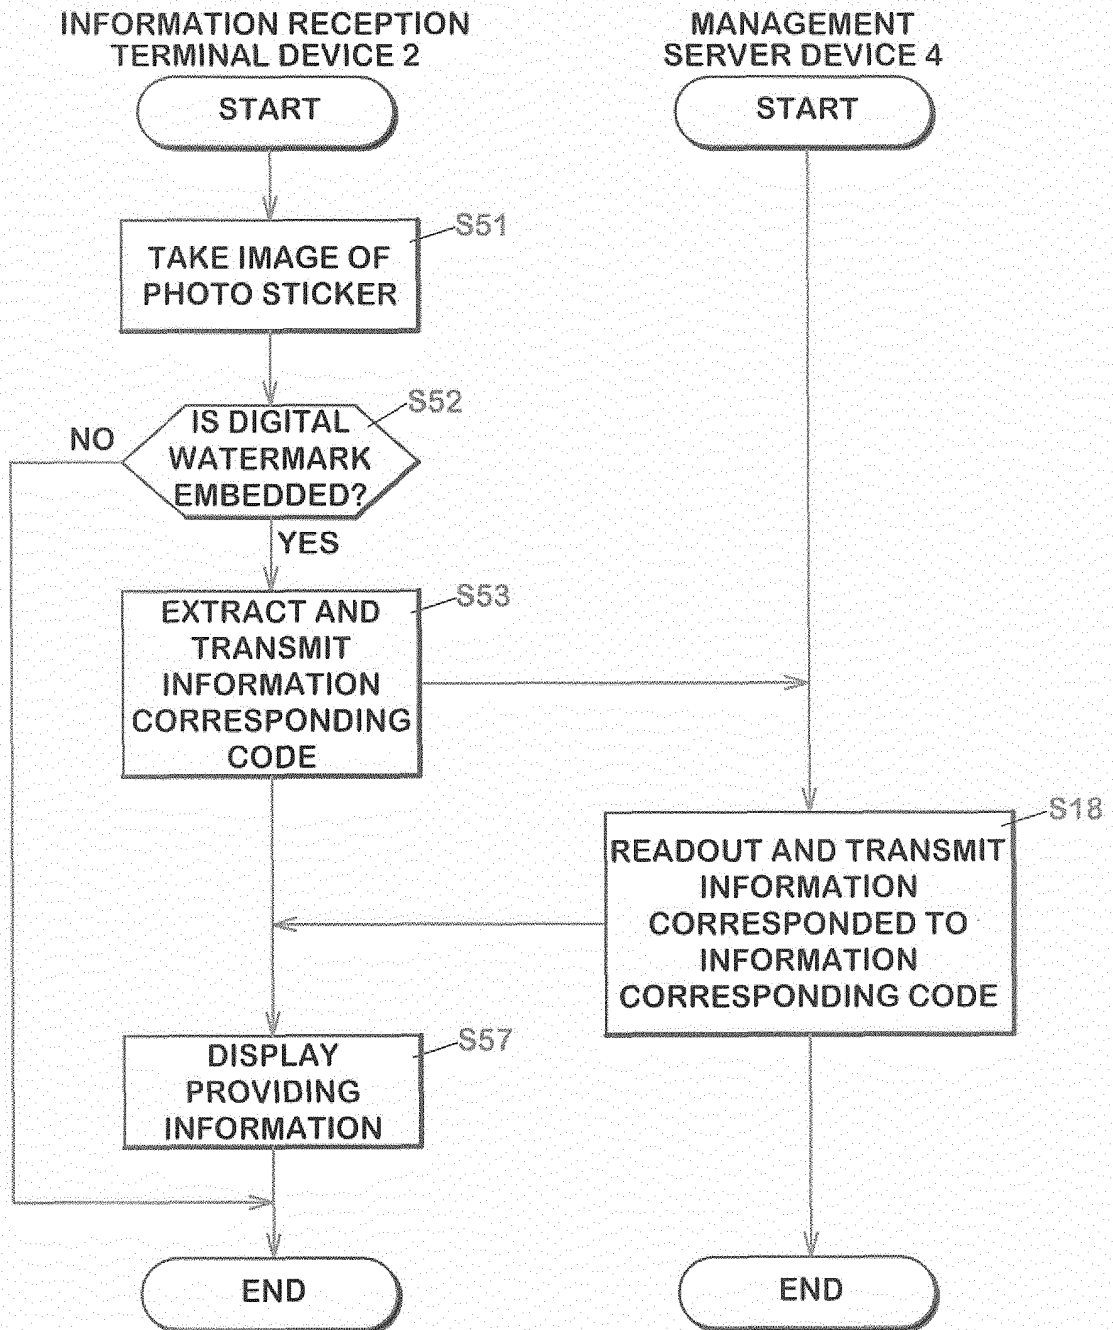 INFORMATION RECEPTION
TERMINAL DEVICE 2
MANAGEMENT
SERVER DEVICE 4
START
START
S51
TAKE IMAGE OF
PHOTO STICKER
S52
NO
IS DIGITAL
WATERMARK
EMBEDDED?
YES
S53
EXTRACT AND
TRANSMIT
INFORMATION
CORRESPONDING
CODE
S18
READOUT AND TRANSMIT
INFORMATION
CORRESPONDED TO
INFORMATION
CORRESPONDING CODE
S57
DISPLAY
PROVIDING
INFORMATION
END
END